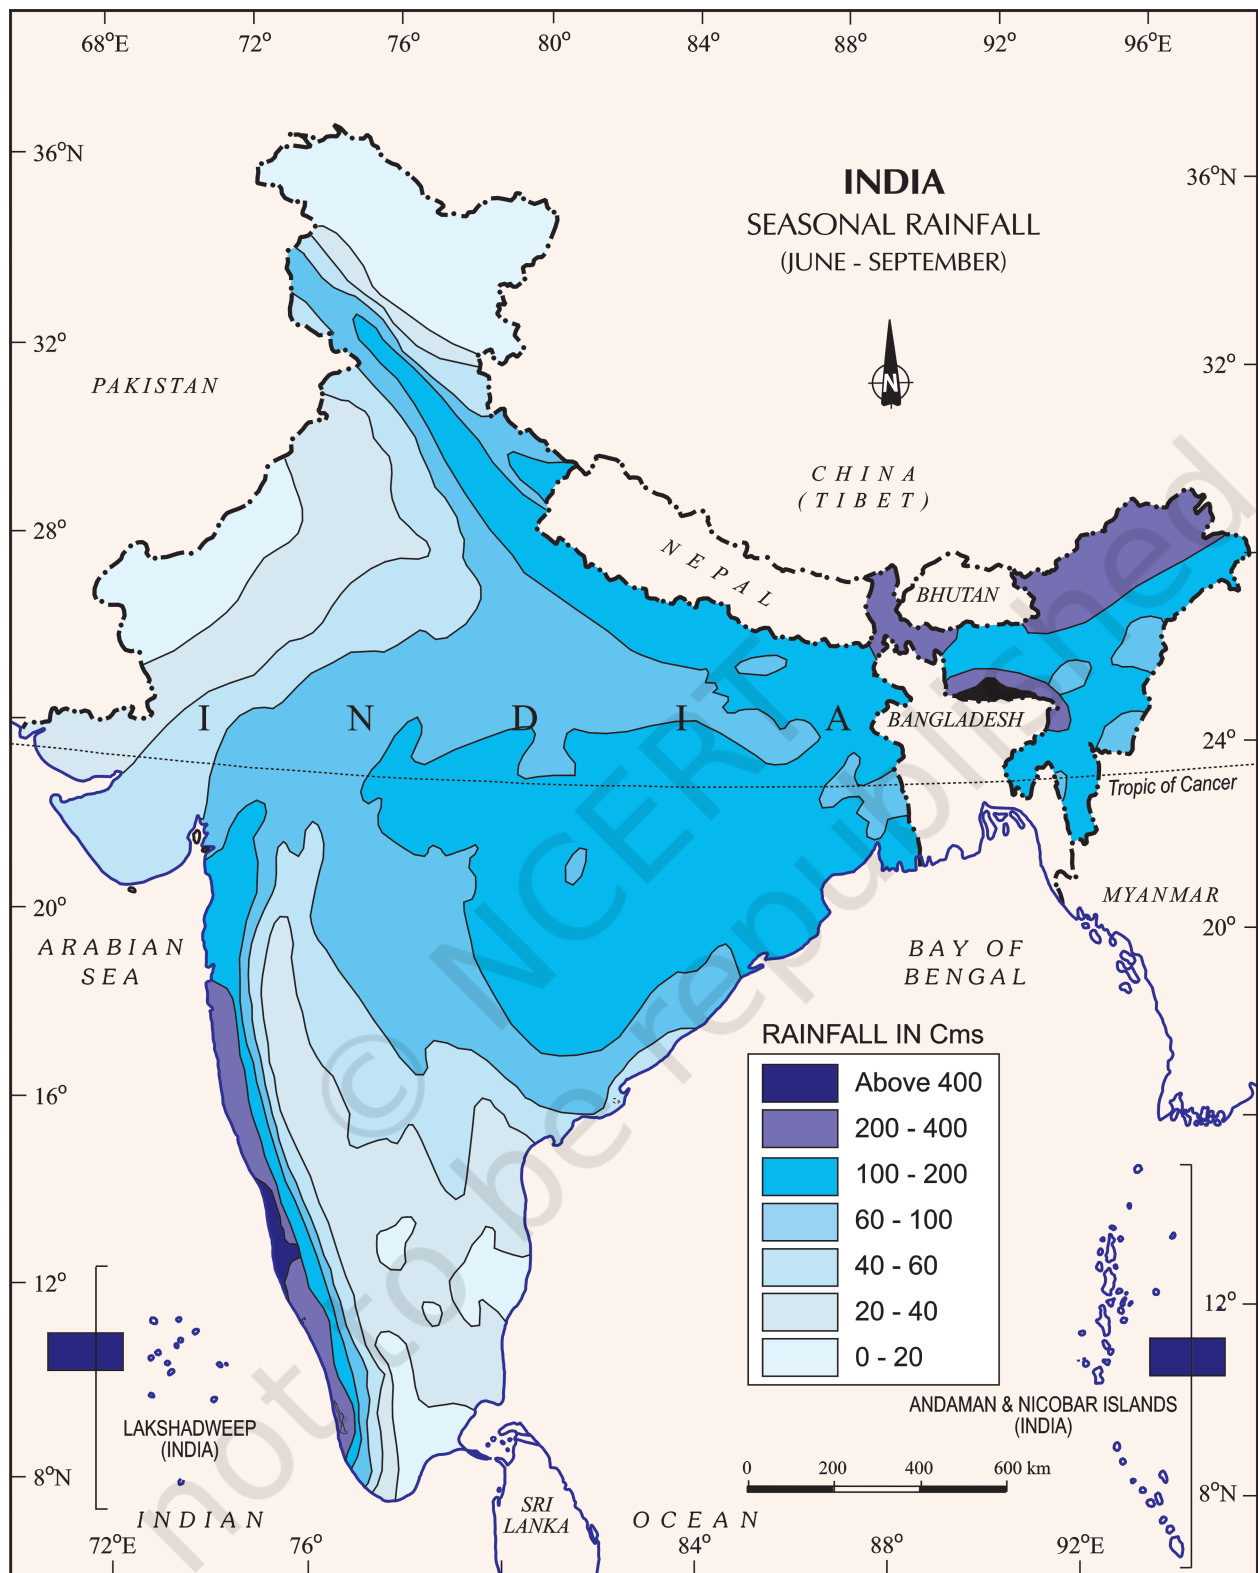 68°E 72° 76° 80° 84° 88° 92° 96°E
36°N
36°N
INDIA
SEASONAL RAINFALL
(JUNE - SEPTEMBER)
N
32°
32°
PAKISTAN
CHINA
(TIBET)
28°
NEPAL
BHUTAN
INDIA
BANGLADESH
24°
Tropic of Cancer
MYANMAR
20°
20°
ARABIAN
SEA
BAY OF
BENGAL
© NCERT
not to be republished
RAINFALL IN Cms
Above 400
200 - 400
100 - 200
60 - 100
40 - 60
20 - 40
0 - 20
16°
12°
12°
LAKSHADWEEP
(INDIA)
ANDAMAN & NICOBAR ISLANDS
(INDIA)
8°N
8°N
0 200 400 600 km
SRI
LANKA
INDIAN OCEAN
72°E 76° 84° 88° 92°E